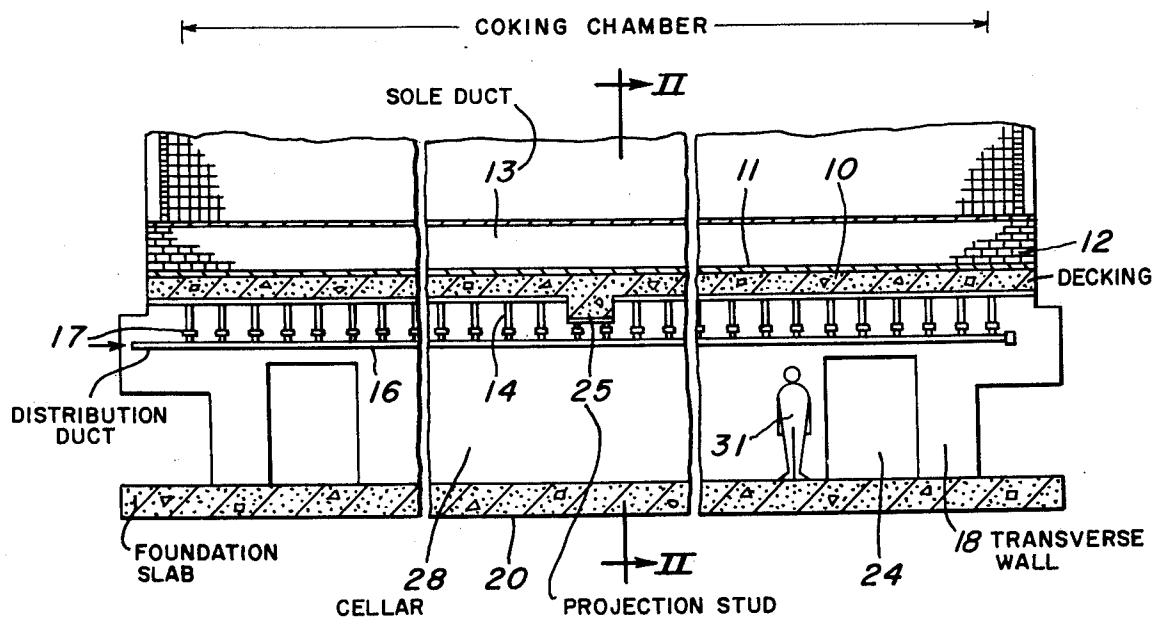 COKING CHAMBER
II
SOLE DUCT
13
11
10
12
DECKING
17
16
14
25
31
DISTRIBUTION
DUCT
FOUNDATION
SLAB
28
CELLAR
20
II
PROJECTION STUD
24
18 TRANSVERSE
WALL